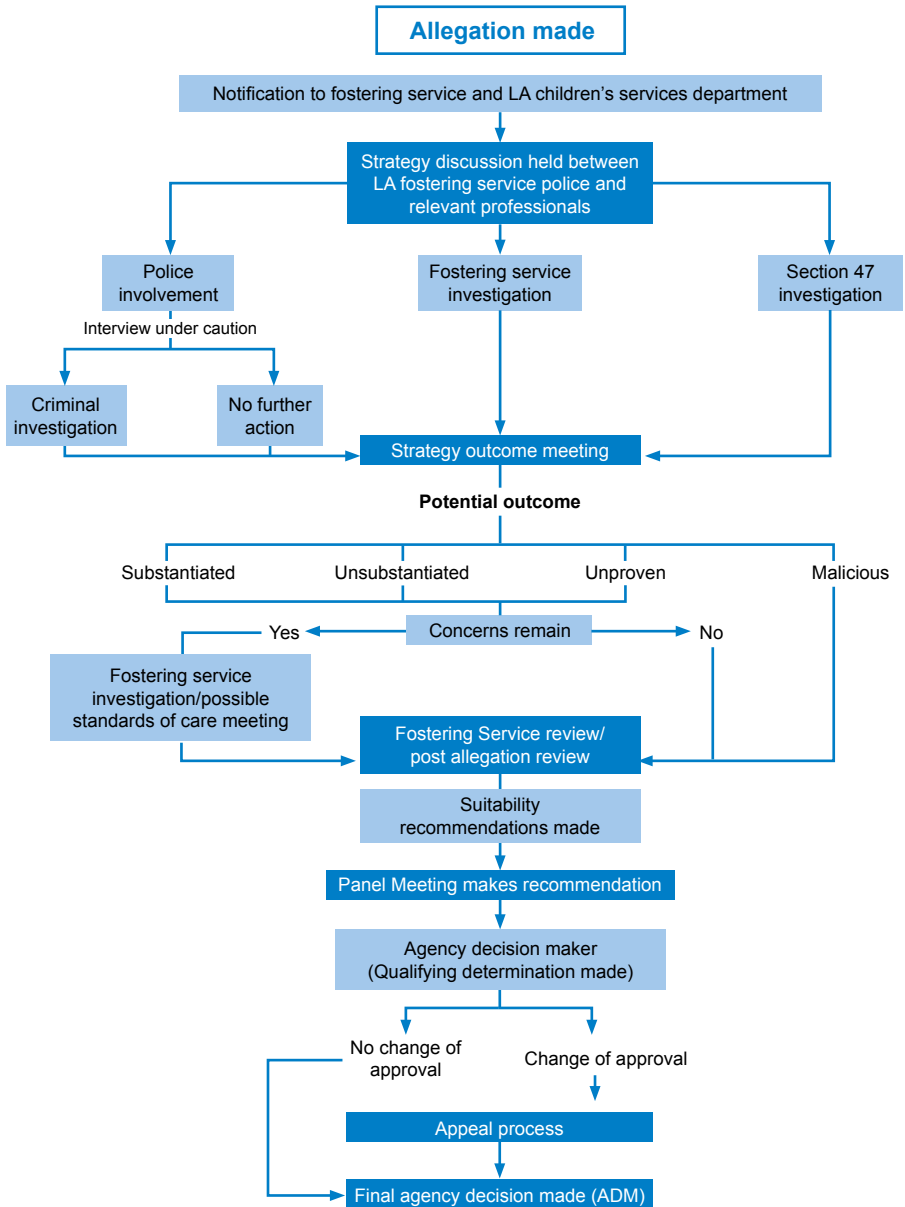 Allegation made
Notification to fostering service and LA children's services department
Strategy discussion held between
LA fostering service police and
relevant professionals
Police
involvement
Fostering service
investigation
Section 47
investigation
Interview under caution
Criminal
investigation
No further
action
Strategy outcome meeting
Potential outcome
Substantiated
Unsubstantiated
Unproven
Malicious
Yes
Concerns remain
No
Fostering service
investigation/possible
standards of care meeting
Fostering Service review/
post allegation review
Suitability
recommendations made
Panel Meeting makes recommendation
Agency decision maker
(Qualifying determination made)
No change of
approval
Change of approval
Appeal process
Final agency decision made (ADM)